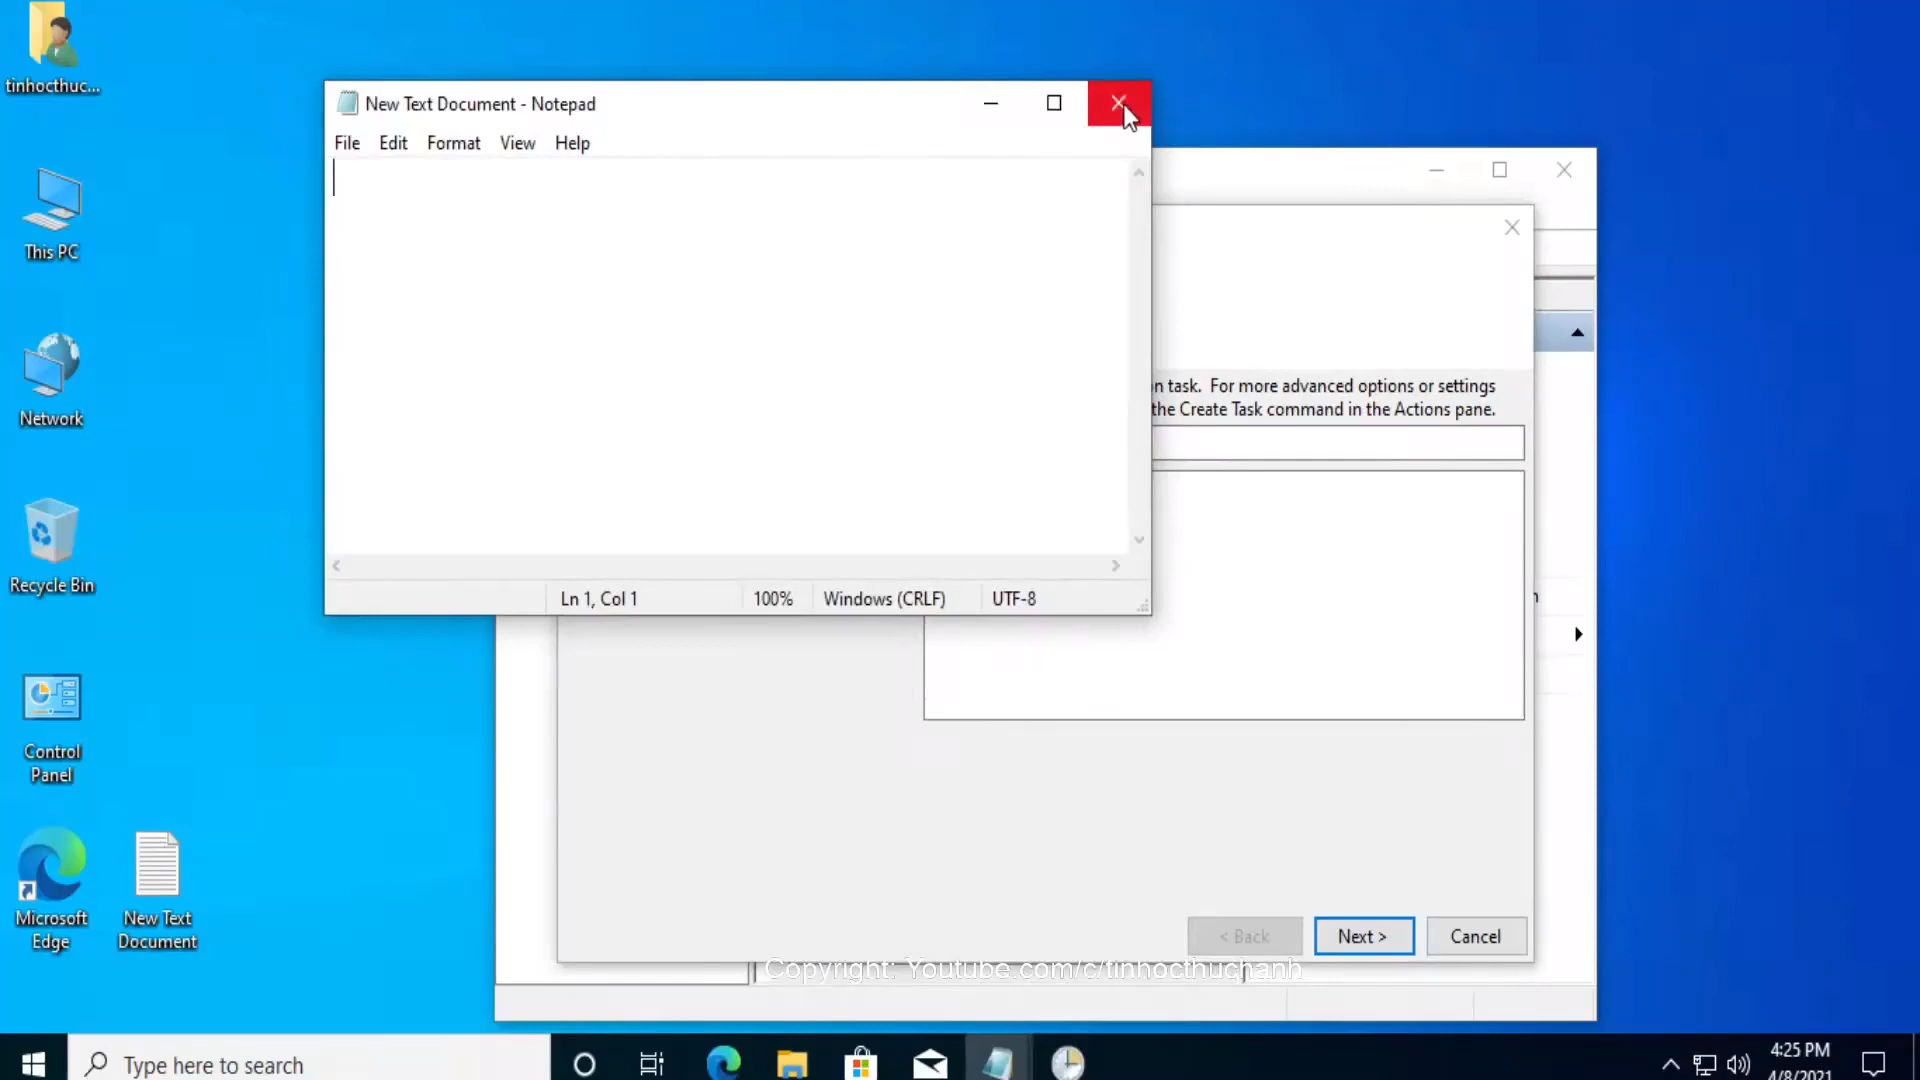 tinhocthuc...
This PC
Network
Recycle Bin
Control
Panel
Microsoft
Edge
New Text
Document
New Text Document - Notepad
File Edit Format View Help
Ln 1, Col 1 100% Windows (CRLF) UTF-8
n task. For more advanced options or settings
the Create Task command in the Actions pane.
< Back Next > Cancel
Copyright: Youtube.com/c/tinhocthuchanh
Type here to search
4:25 PM
4/8/2021